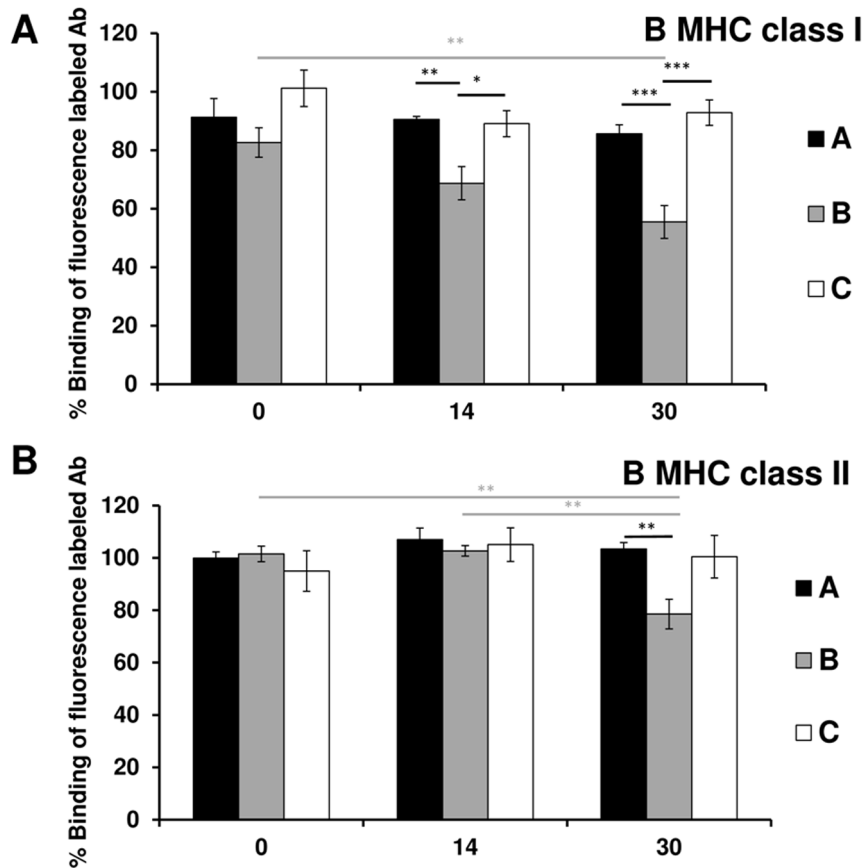 A
B MHC class I
% Binding of fluorescence labeled Ab
120
100
80
60
40
20
0
**
**
*
***
***
0
14
30
A
B
C
B
B MHC class II
% Binding of fluorescence labeled Ab
120
100
80
60
40
20
0
**
**
**
0
14
30
A
B
C